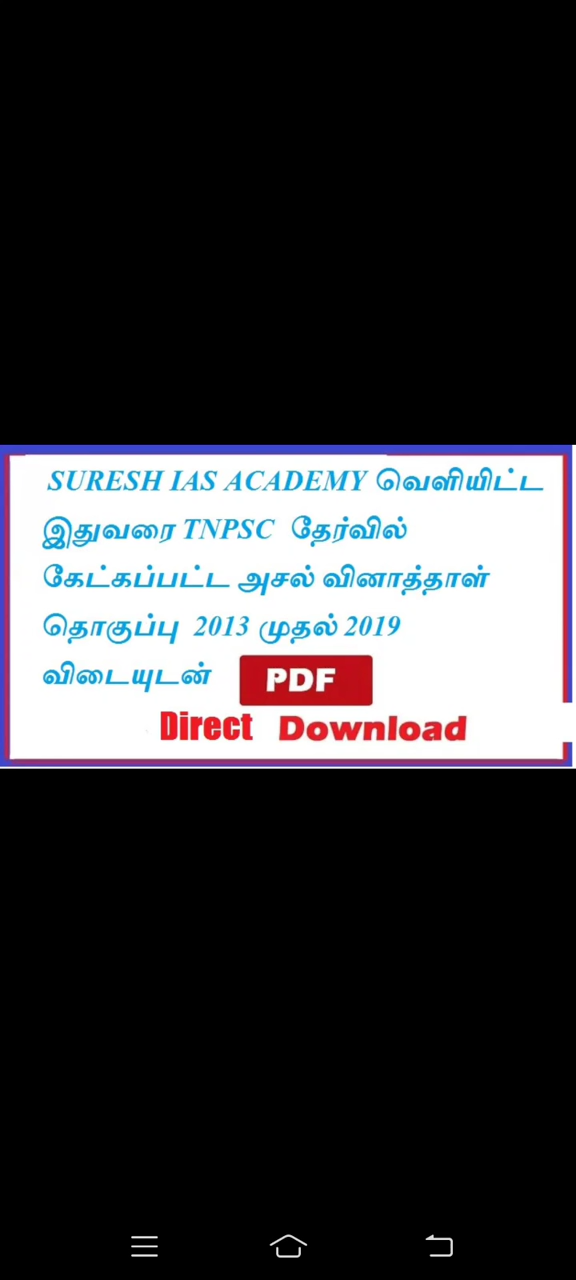 SURESH IAS ACADEMY வெளியிட்ட
இதுவரை TNPSC தேர்வில்
கேட்கப்பட்ட அசல் வினாத்தாள்
தொகுப்பு 2013 முதல் 2019
விடையுடன் PDF
Direct Download